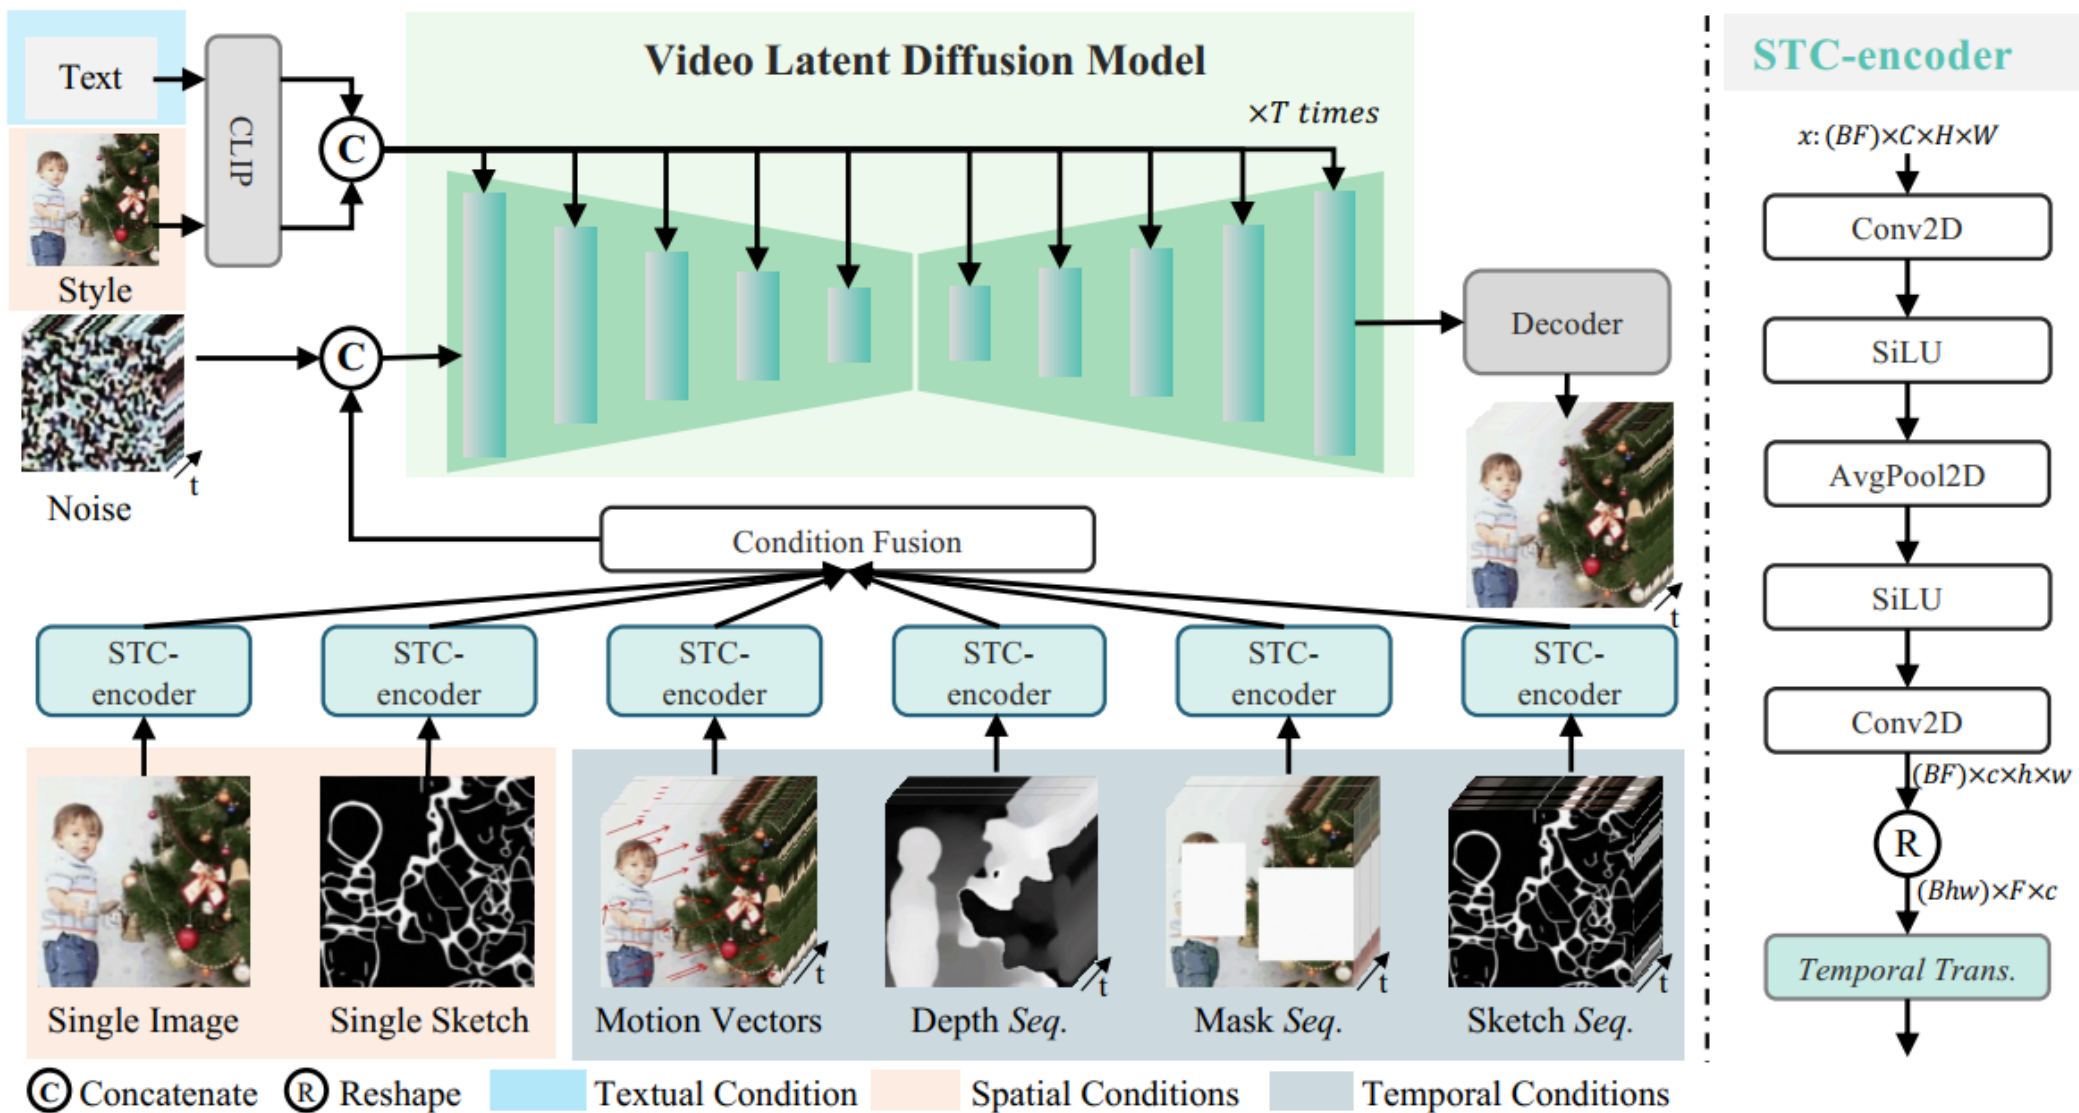 Text
CLIP
Style
Noise
t
C
C
Video Latent Diffusion Model
×T times
Decoder
t
Condition Fusion
STC-
encoder
STC-
encoder
STC-
encoder
STC-
encoder
STC-
encoder
STC-
encoder
t
t
t
t
Single Image
Single Sketch
Motion Vectors
Depth Seq.
Mask Seq.
Sketch Seq.
C Concatenate
R Reshape
Textual Condition
Spatial Conditions
Temporal Conditions
STC-encoder
x: (BF)×C×H×W
Conv2D
SiLU
AvgPool2D
SiLU
Conv2D
(BF)×c×h×w
R
(Bhw)×F×c
Temporal Trans.